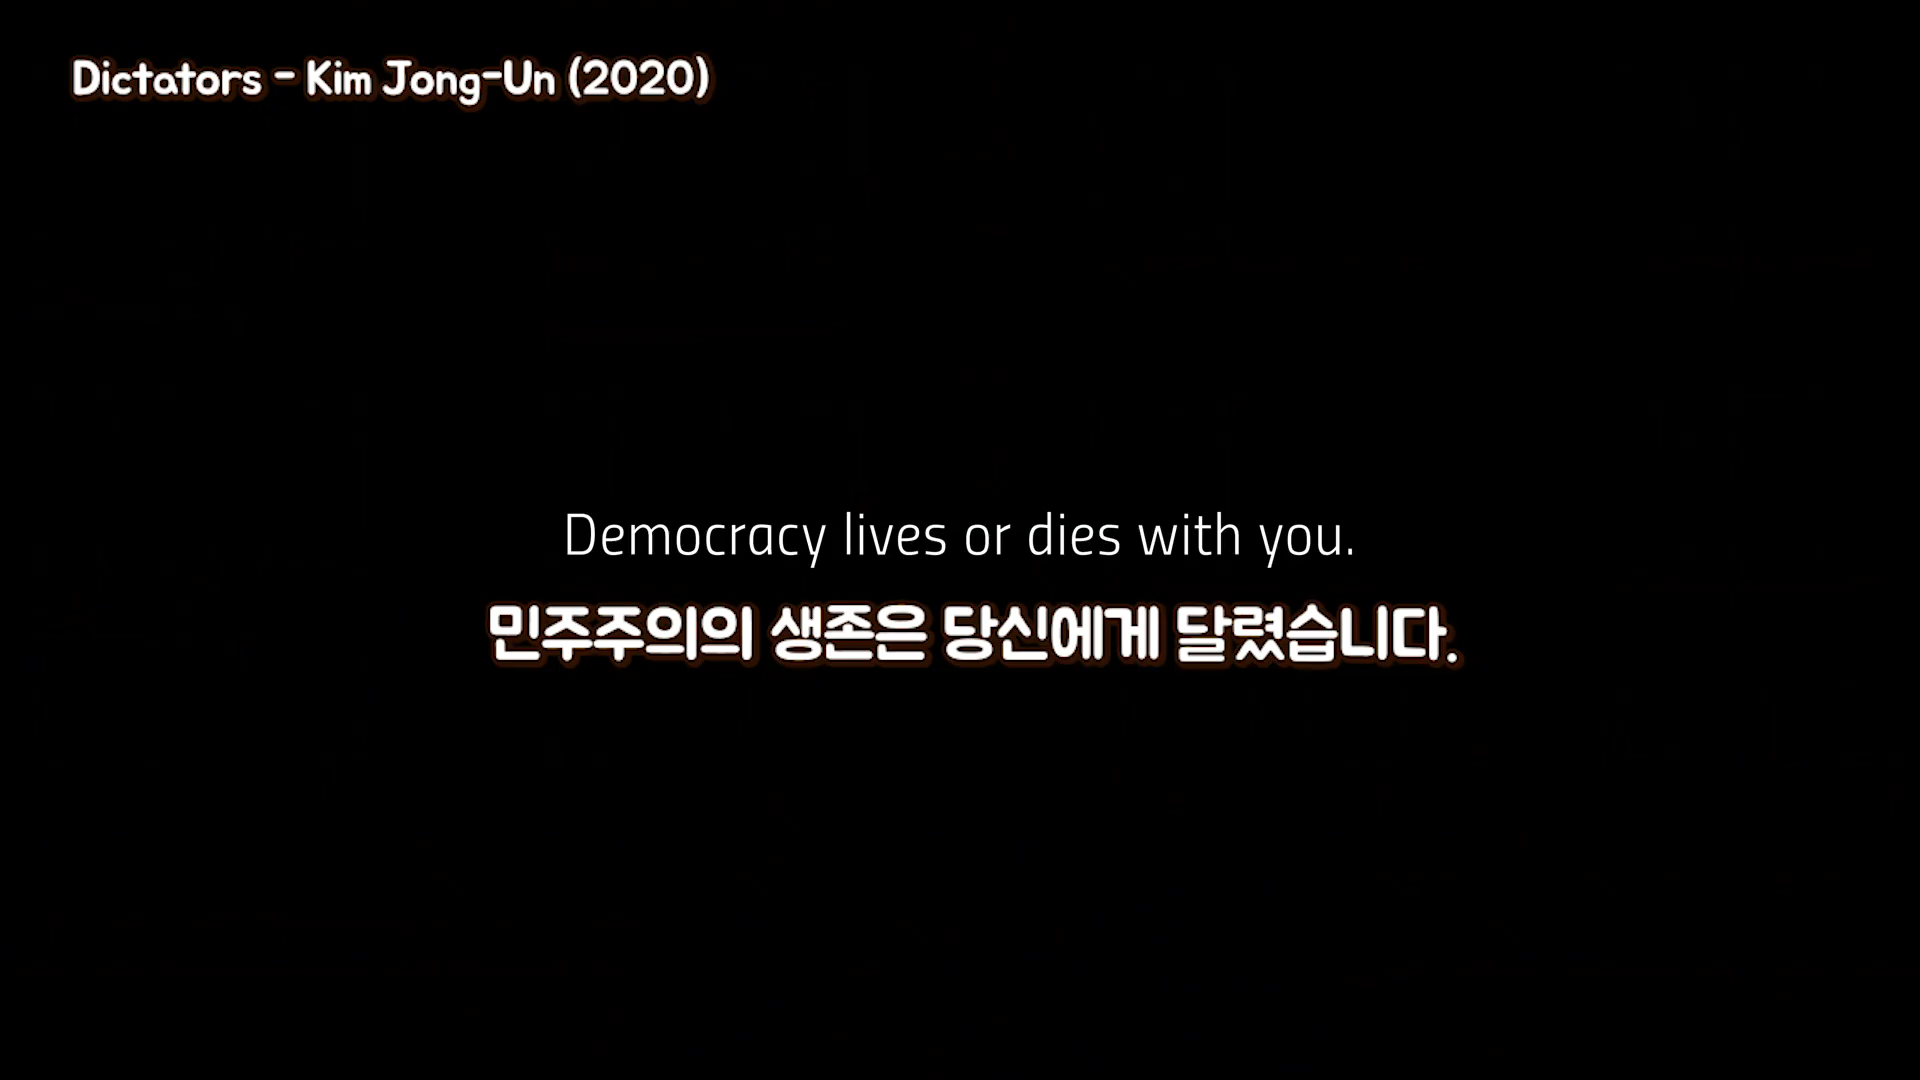 Dictators - Kim Jong-Un (2020)
Democracy lives or dies with you.
민주주의의 생존은 당신에게 달렸습니다.